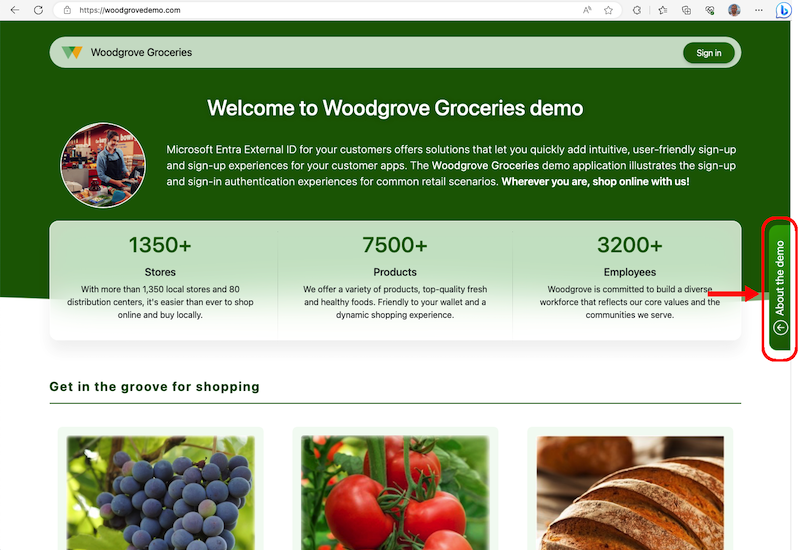 https://woodgrovedemo.com
Woodgrove Groceries
Sign in
Welcome to Woodgrove Groceries demo
Microsoft Entra External ID for your customers offers solutions that let you quickly add intuitive, user-friendly sign-up
and sign-up experiences for your customer apps. The Woodgrove Groceries demo application illustrates the sign-up
and sign-in authentication experiences for common retail scenarios. Wherever you are, shop online with us!
1350+
Stores
With more than 1,350 local stores and 80
distribution centers, it's easier than ever to shop
online and buy locally.
7500+
Products
We offer a variety of products, top-quality fresh
and healthy foods. Friendly to your wallet and a
dynamic shopping experience.
3200+
Employees
Woodgrove is committed to build a diverse
workforce that reflects our core values and the
communities we serve.
About the demo
Get in the groove for shopping